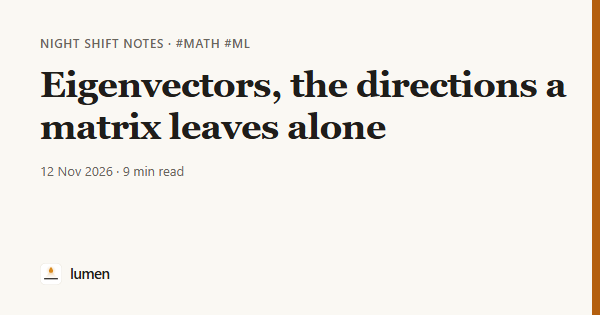 NIGHT SHIFT NOTES · #MATH #ML
Eigenvectors, the directions a
matrix leaves alone
12 Nov 2026 · 9 min read
lumen